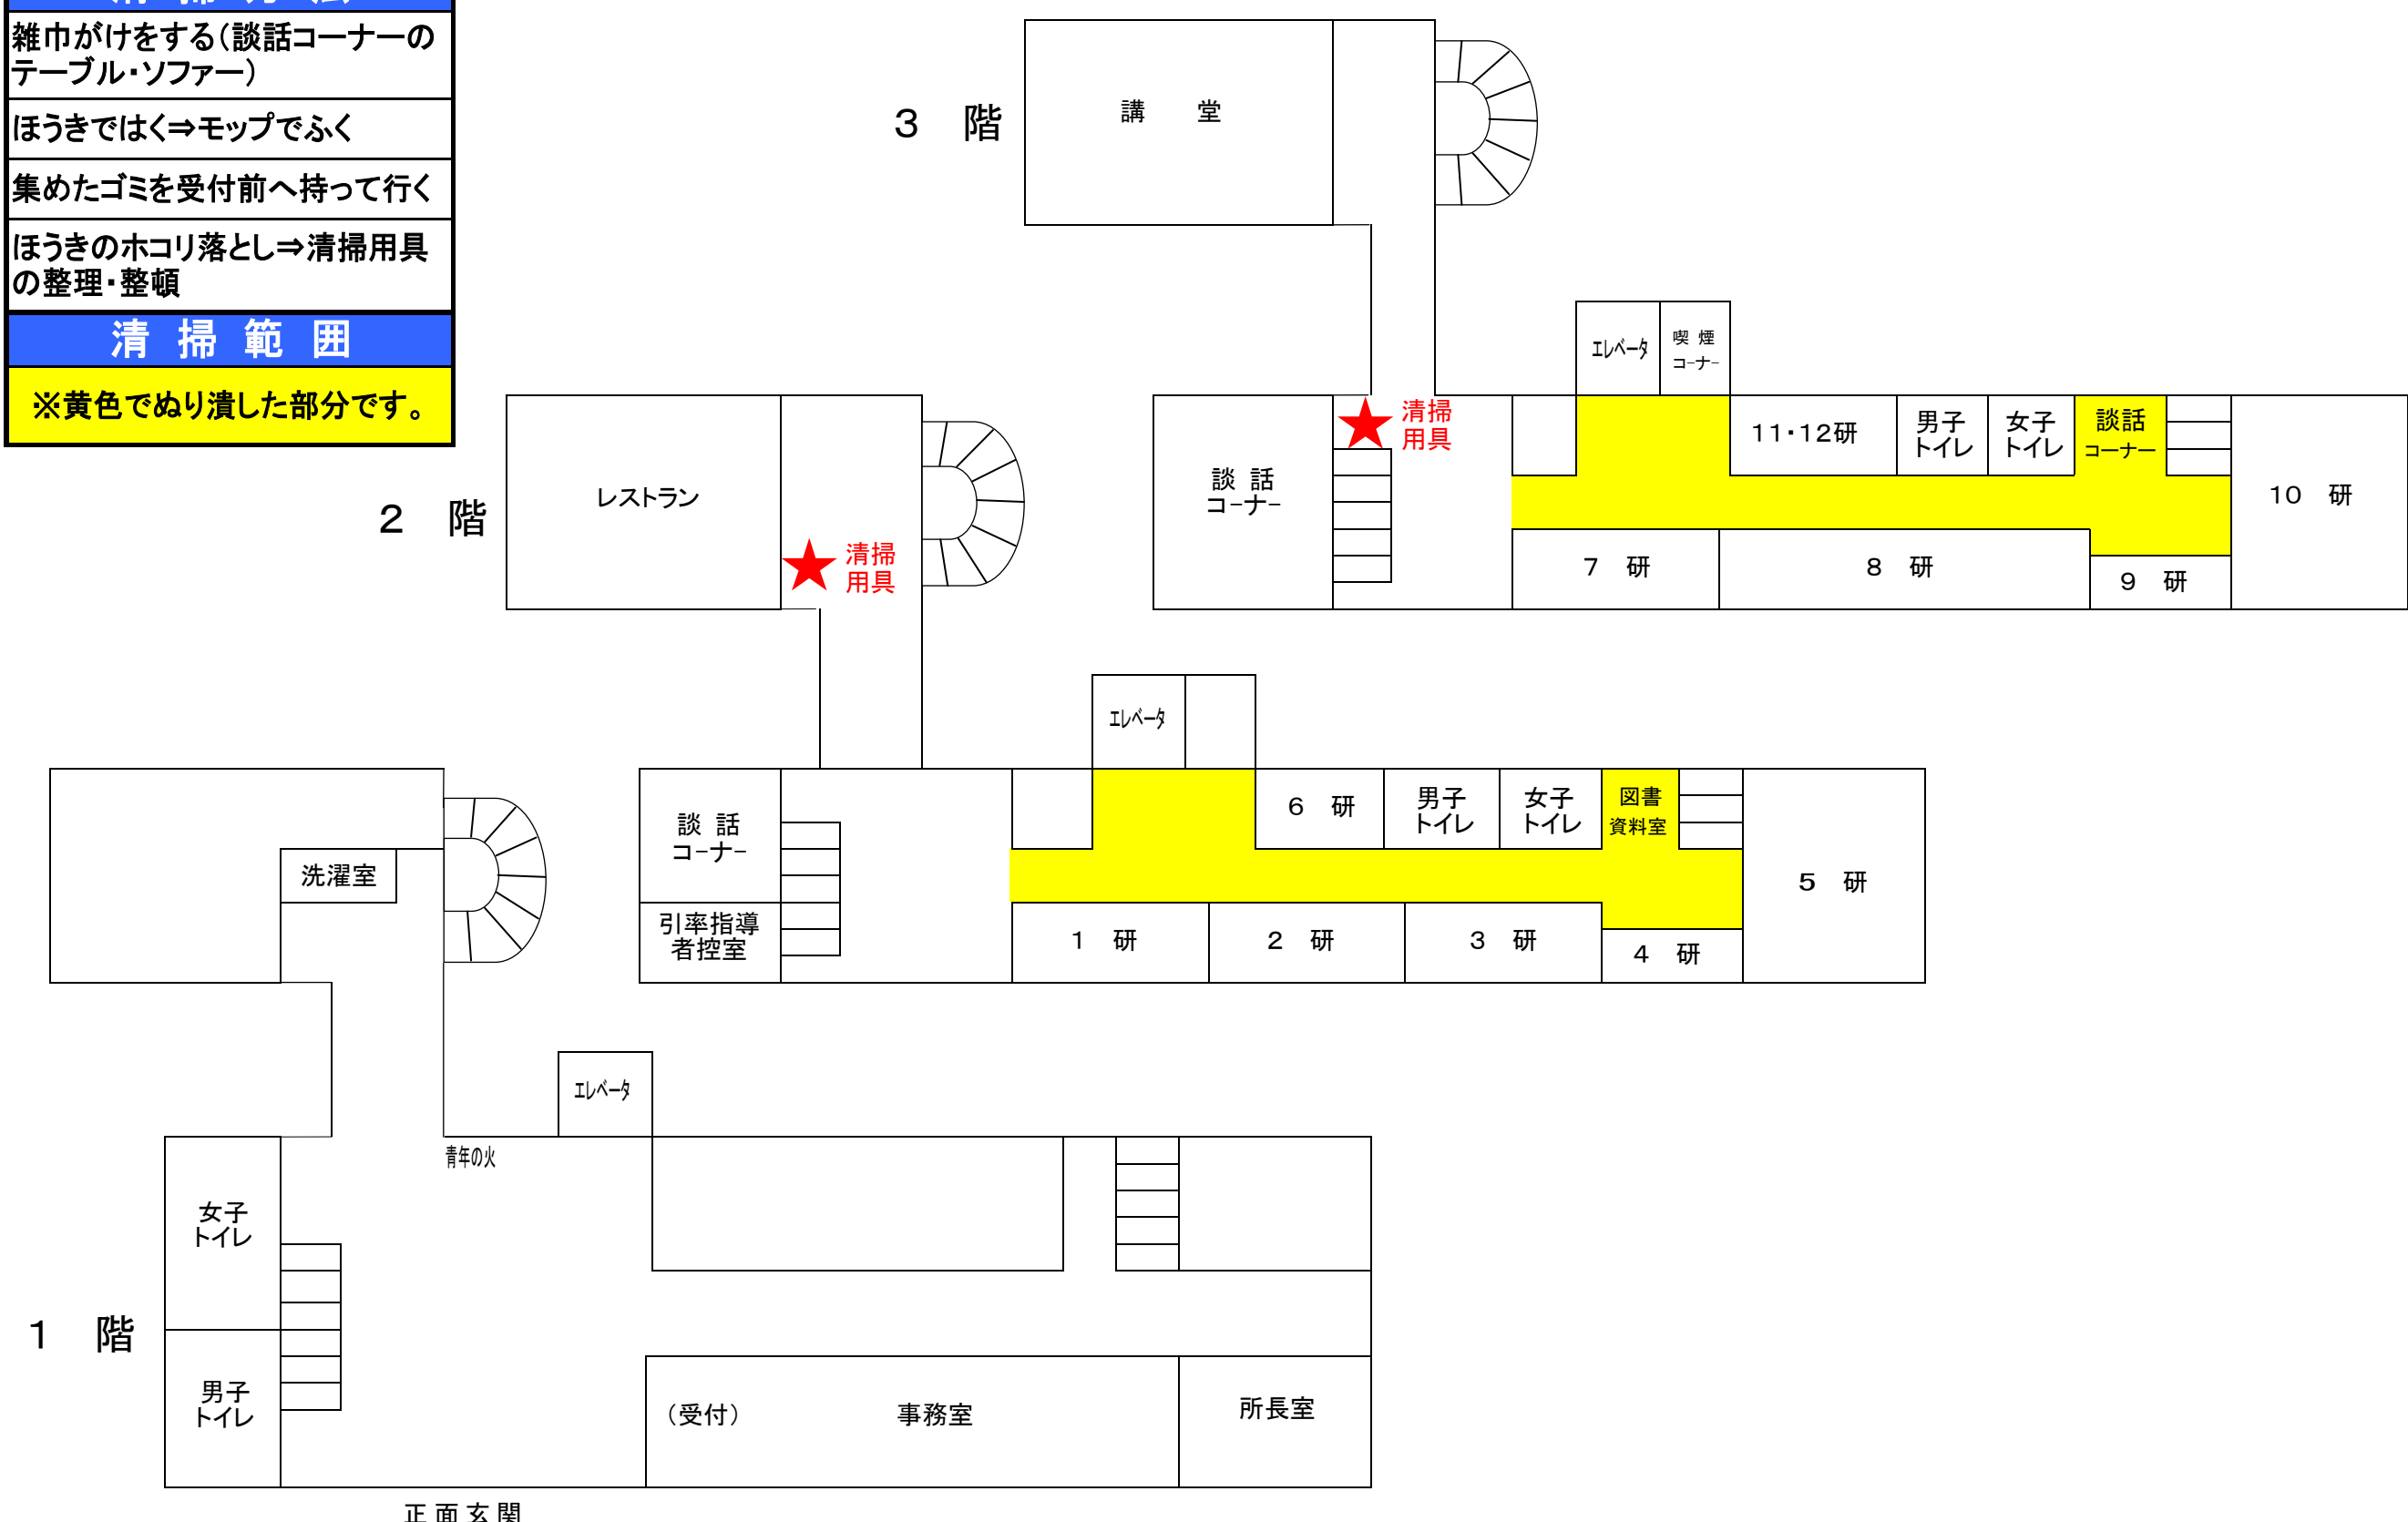 清 掃 方 法
雑巾がけをする（談話コーナーの
テーブル・ソファー）
ほうきではく⇒モップでふく
集めたゴミを受付前へ持って行く
ほうきのホコリ落とし⇒清掃用具
の整理・整頓
清 掃 範 囲
※黄色でぬり潰した部分です。
３　階
講　　堂
エレベータ
喫 煙
コーナー
清掃
用具
談 話
コーナー
11・12研
男子
トイレ
女子
トイレ
談話
コーナー
10　研
７　研
８　研
９　研
２　階
レストラン
清掃
用具
エレベータ
談 話
コーナー
引率指導
者控室
６　研
男子
トイレ
女子
トイレ
図書
資料室
５　研
１　研
２　研
３　研
４　研
洗濯室
エレベータ
青年の火
１　階
女子
トイレ
男子
トイレ
（受付）
事務室
所長室
正 面 玄 関